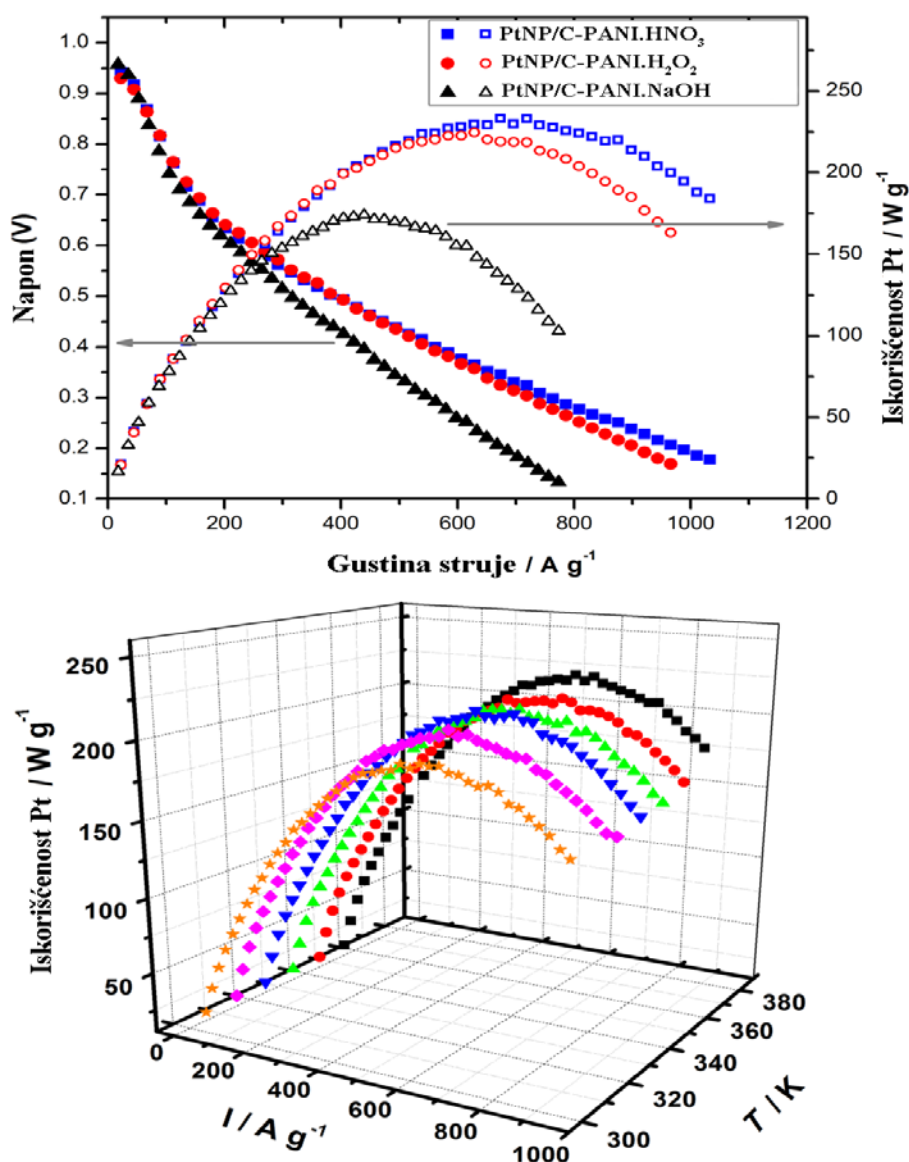 PtNP/C-PANI.HNO₃
PtNP/C-PANI.H₂O₂
PtNP/C-PANI.NaOH
Napon (V)
1.0
0.9
0.8
0.7
0.6
0.5
0.4
0.3
0.2
0.1
250
200
150
100
50
0
Iskorišćenost Pt / W g⁻¹
0 200 400 600 800 1000 1200
Gustina struje / A g⁻¹
Iskorišćenost Pt / W g⁻¹
250
200
150
100
50
0 200 400 600 800 1000
I / A g⁻¹
300 320 340 360 380
T / K